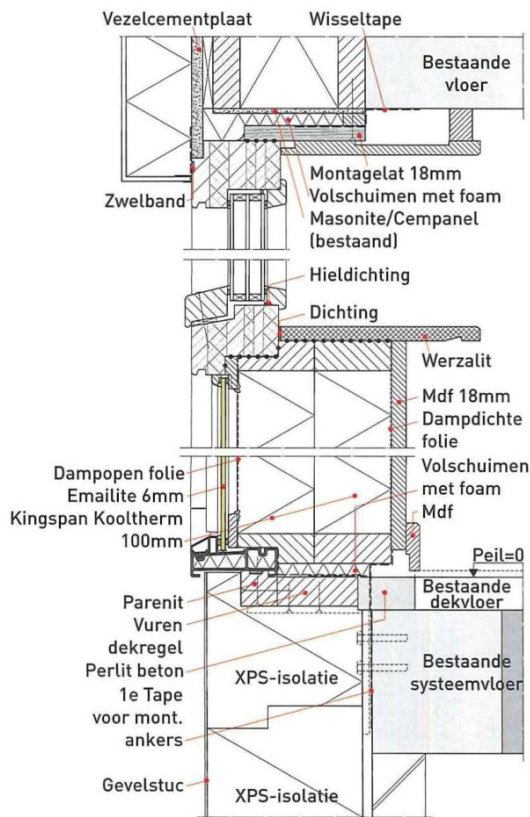 Vezelcementplaat
Wisseltape
Bestaande
vloer
Zwelband
Montagelat 18mm
Volschuimen met foam
Masonite/Cempanel
(bestaand)
Hieldichting
Dichting
Werzalit
Mdf 18mm
Dampdichte
folie
Volschuimen
met foam
Mdf
Dampopen folie
Emailite 6mm
Kingspan Kooltherm
100mm
Peil=0
Parenit
Vuren
dekregel
Perlit beton
1e Tape
voor mont.
ankers
Bestaande
dekvloer
Bestaande
systeemvloer
XPS-isolatie
Gevelstuc
XPS-isolatie